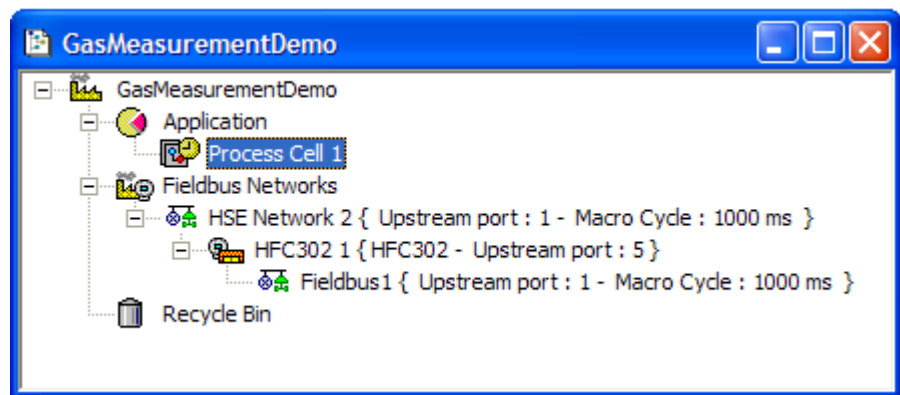 GasMeasurementDemo
GasMeasurementDemo
Application
Process Cell 1
Fieldbus Networks
HSE Network 2 { Upstream port : 1 - Macro Cycle : 1000 ms }
HFC302 1 {HFC302 - Upstream port : 5}
Fieldbus1 { Upstream port : 1 - Macro Cycle : 1000 ms }
Recycle Bin